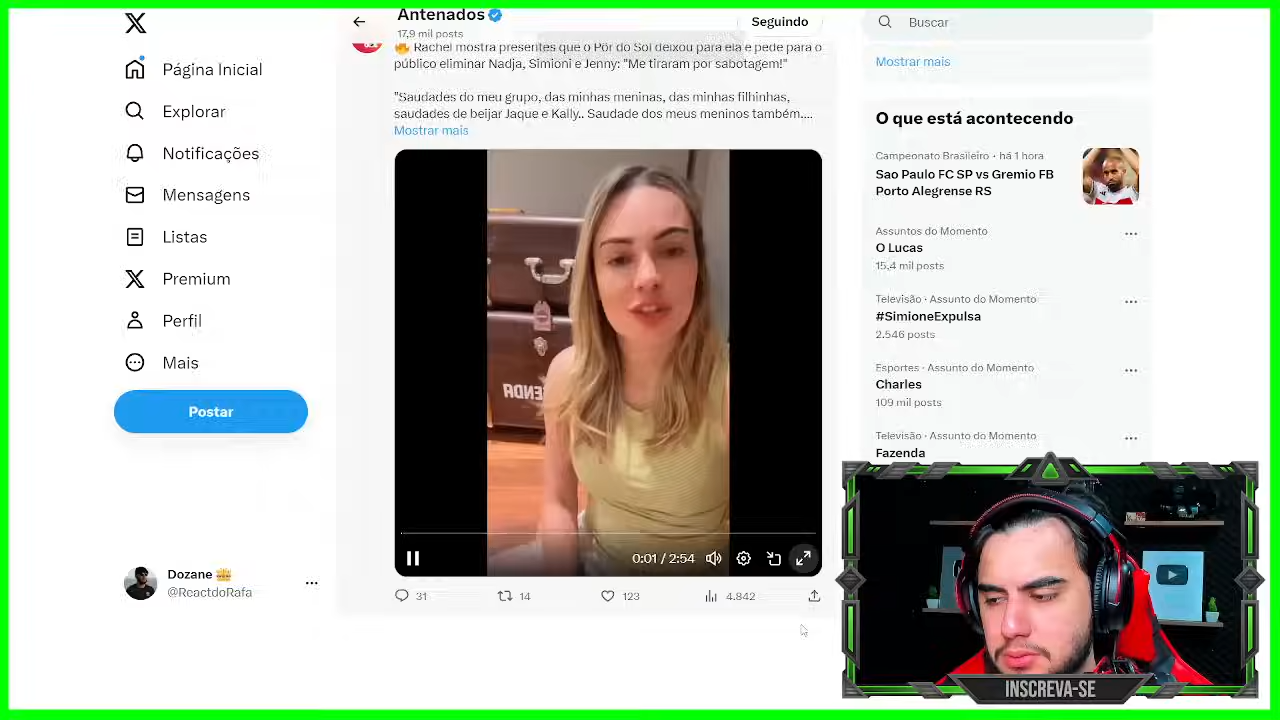 Página Inicial
Explorar
Notificações
Mensagens
Listas
Premium
Perfil
Mais
Postar
Dozane
@ReactdoRafa
Antenados
17,9 mil posts
Seguindo
Rachel mostra presentes que o Pôr do Sol deixou para ela e pede para o
público eliminar Nadja, Simioni e Jenny: "Me tiraram por sabotagem!"
"Saudades do meu grupo, das minhas meninas, das minhas filhinhas,
saudades de beijar Jaque e Kally.. Saudade dos meus meninos também....
Mostrar mais
0:01 / 2:54
31
14
123
4.842
Buscar
Mostrar mais
O que está acontecendo
Campeonato Brasileiro · há 1 hora
Sao Paulo FC SP vs Gremio FB
Porto Alegrense RS
Assuntos do Momento
O Lucas
15,4 mil posts
Televisão · Assunto do Momento
#SimioneExpulsa
2.546 posts
Esportes · Assunto do Momento
Charles
109 mil posts
Televisão · Assunto do Momento
Fazenda
INSCREVA-SE